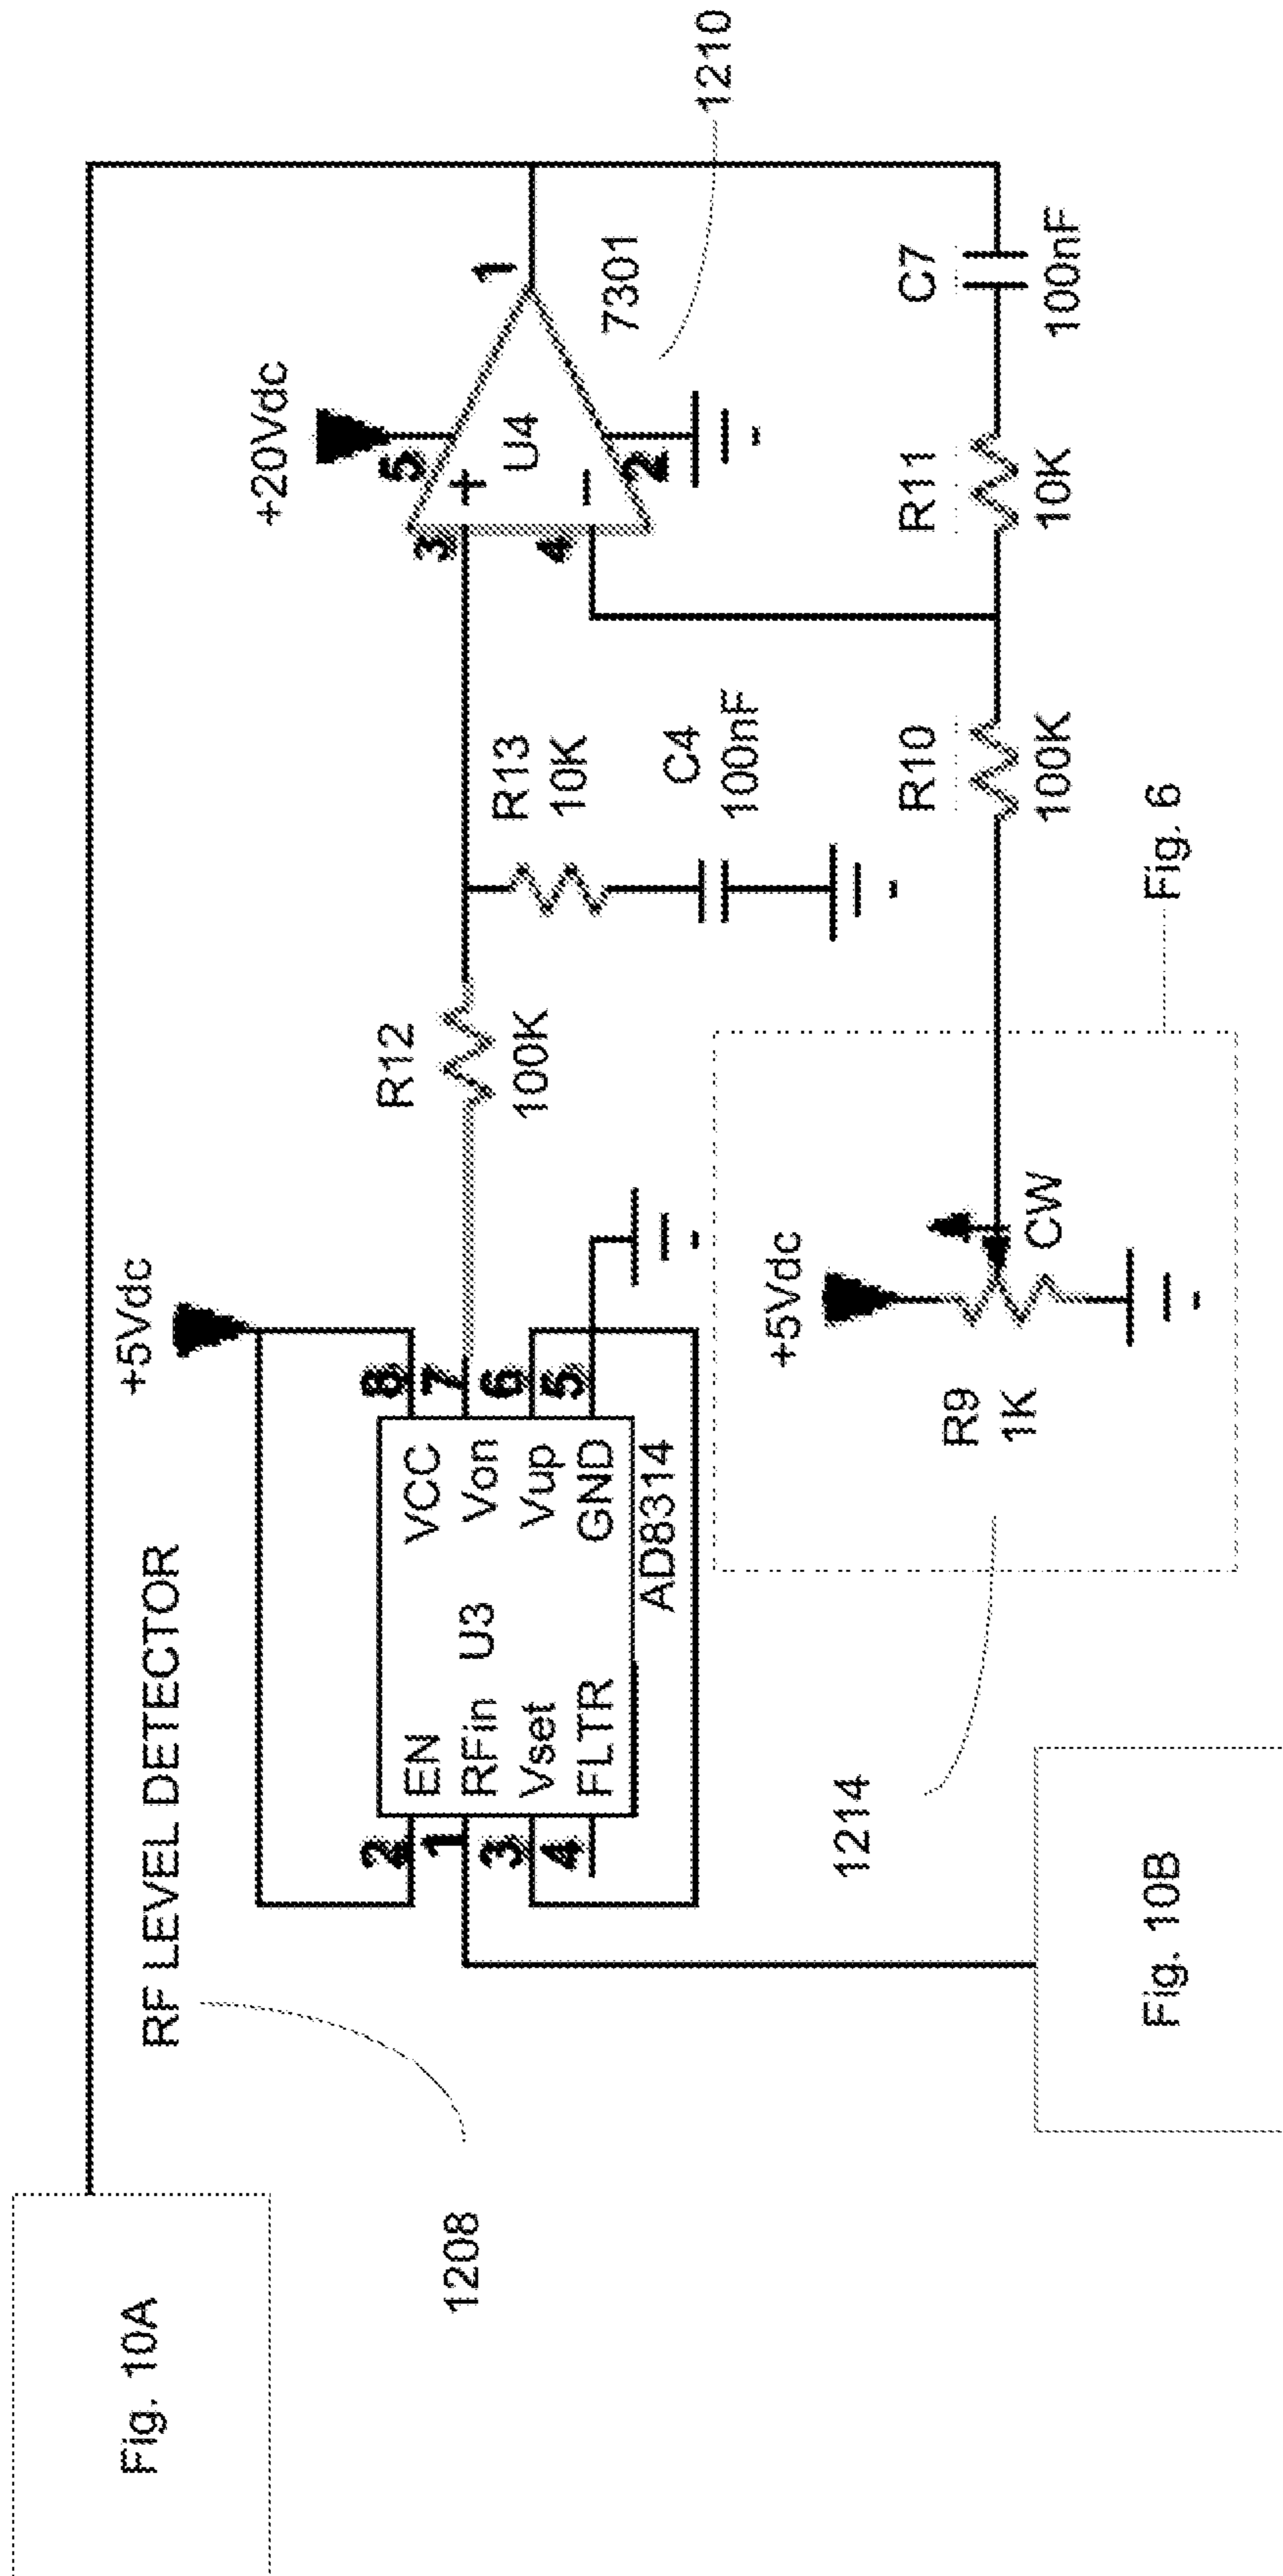 Fig. 10A
RF LEVEL DETECTOR
1208
+5Vdc
2
EN
VCC
8
1
RFin
U3
Von
7
3
Vset
Vup
6
4
FLTR
GND
5
AD8314
R12
100K
R13
10K
C4
100nF
+20Vdc
5
3
+
U4
4
−
2
1
7301
1210
Fig. 10B
1214
+5Vdc
R9
1K
CW
Fig. 6
R10
100K
R11
10K
C7
100nF